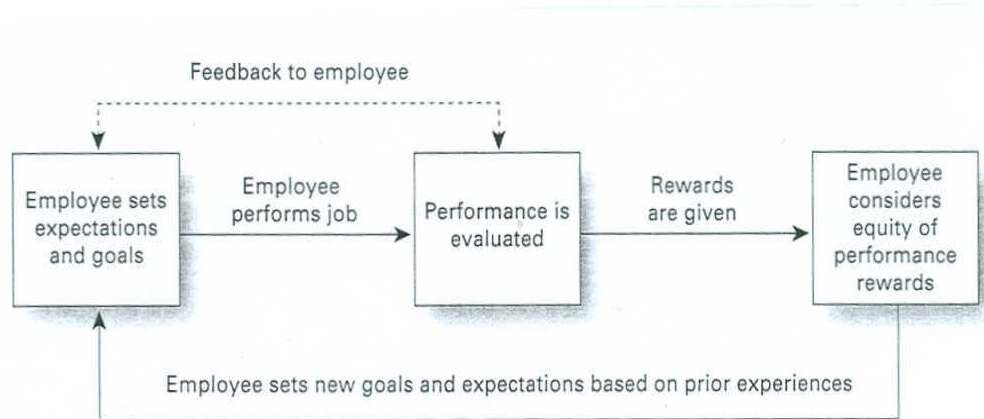 Feedback to employee
Employee sets
expectations
and goals
Employee
performs job
Performance is
evaluated
Rewards
are given
Employee
considers
equity of
performance
rewards
Employee sets new goals and expectations based on prior experiences